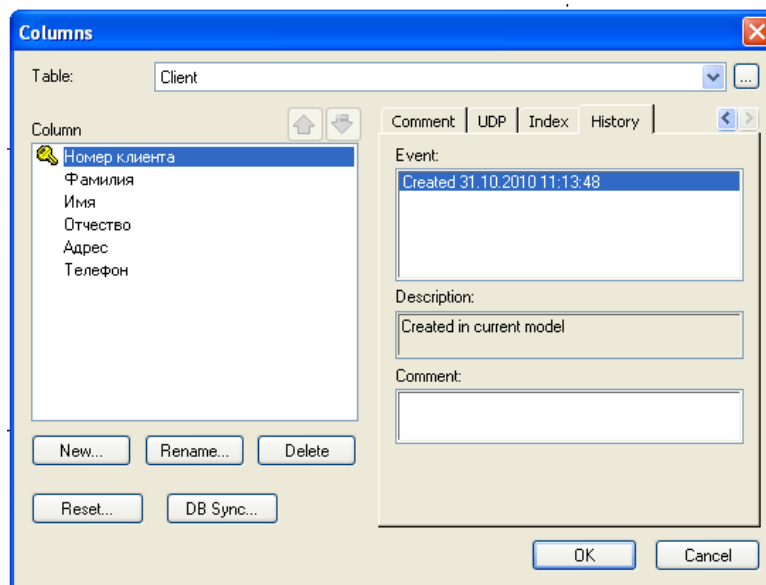 Columns
Table:
Client
...
Column
Номер клиента
Фамилия
Имя
Отчество
Адрес
Телефон
New...
Rename...
Delete
Reset...
DB Sync...
Comment
UDP
Index
History
Event:
Created 31.10.2010 11:13:48
Description:
Created in current model
Comment:
OK
Cancel